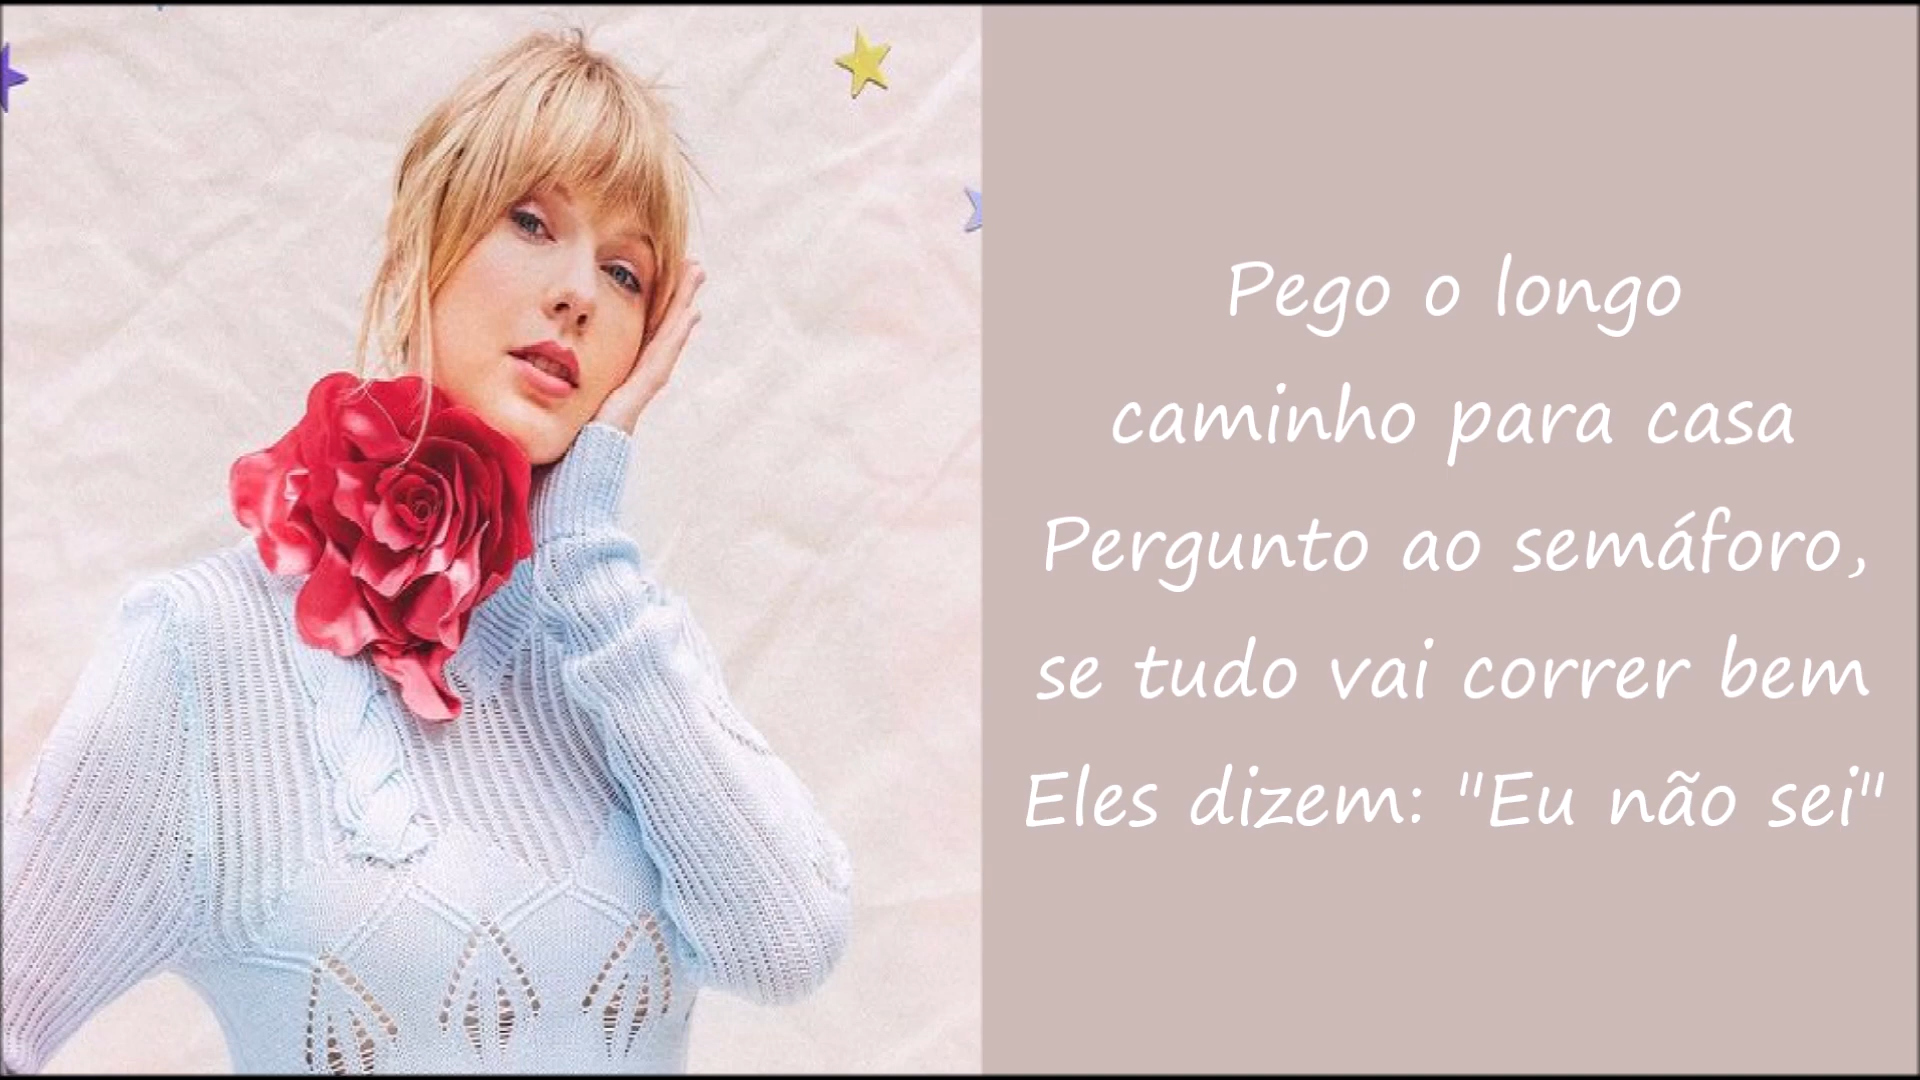 Pego o longo
caminho para casa
Pergunto ao semáforo,
se tudo vai correr bem
Eles dizem: "Eu não sei"